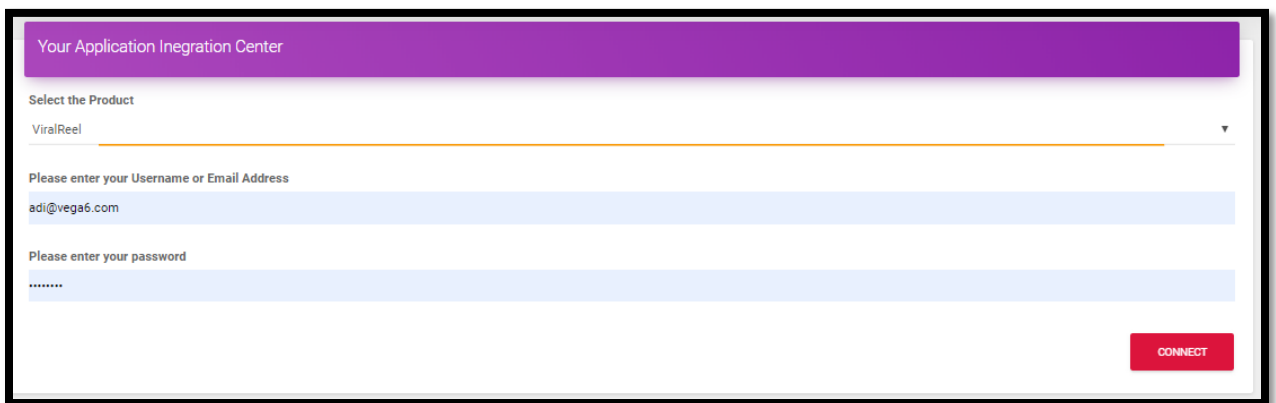 Your Application Inegration Center
Select the Product
ViralReel
Please enter your Username or Email Address
adi@vega6.com
Please enter your password
••••••••
CONNECT